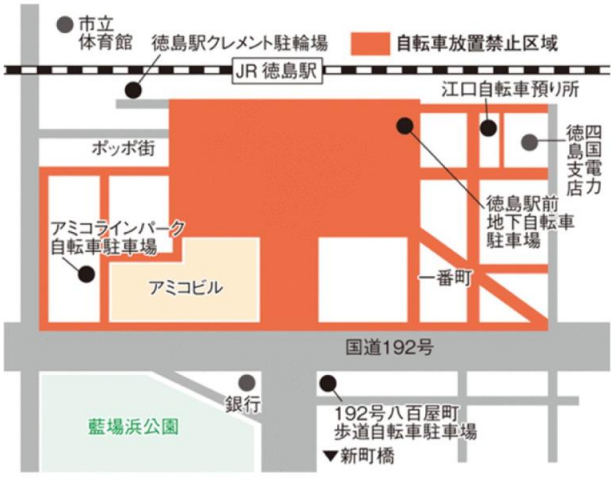 市立
体育館
徳島駅クレメント駐輪場
自転車放置禁止区域
JR 徳島駅
江口自転車預り所
四国電力
徳島支店
ポッポ街
徳島駅前
地下自転車
駐車場
アミコラインパーク
自転車駐車場
アミコビル
一番町
国道192号
銀行
192号八百屋町
歩道自転車駐車場
藍場浜公園
▼新町橋